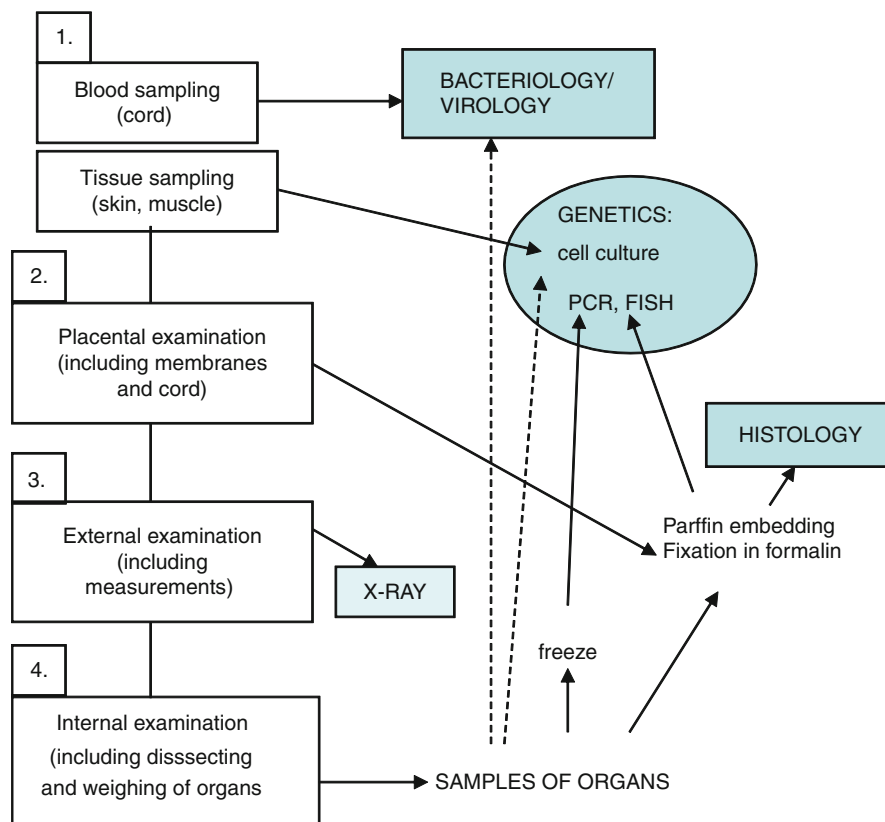 1.
Blood sampling
(cord)
BACTERIOLOGY/
VIROLOGY
Tissue sampling
(skin, muscle)
GENETICS:
cell culture
PCR, FISH
2.
Placental examination
(including membranes
and cord)
HISTOLOGY
3.
External examination
(including
measurements)
X-RAY
Parffin embedding
Fixation in formalin
freeze
4.
Internal examination
(including disssecting
and weighing of organs
SAMPLES OF ORGANS